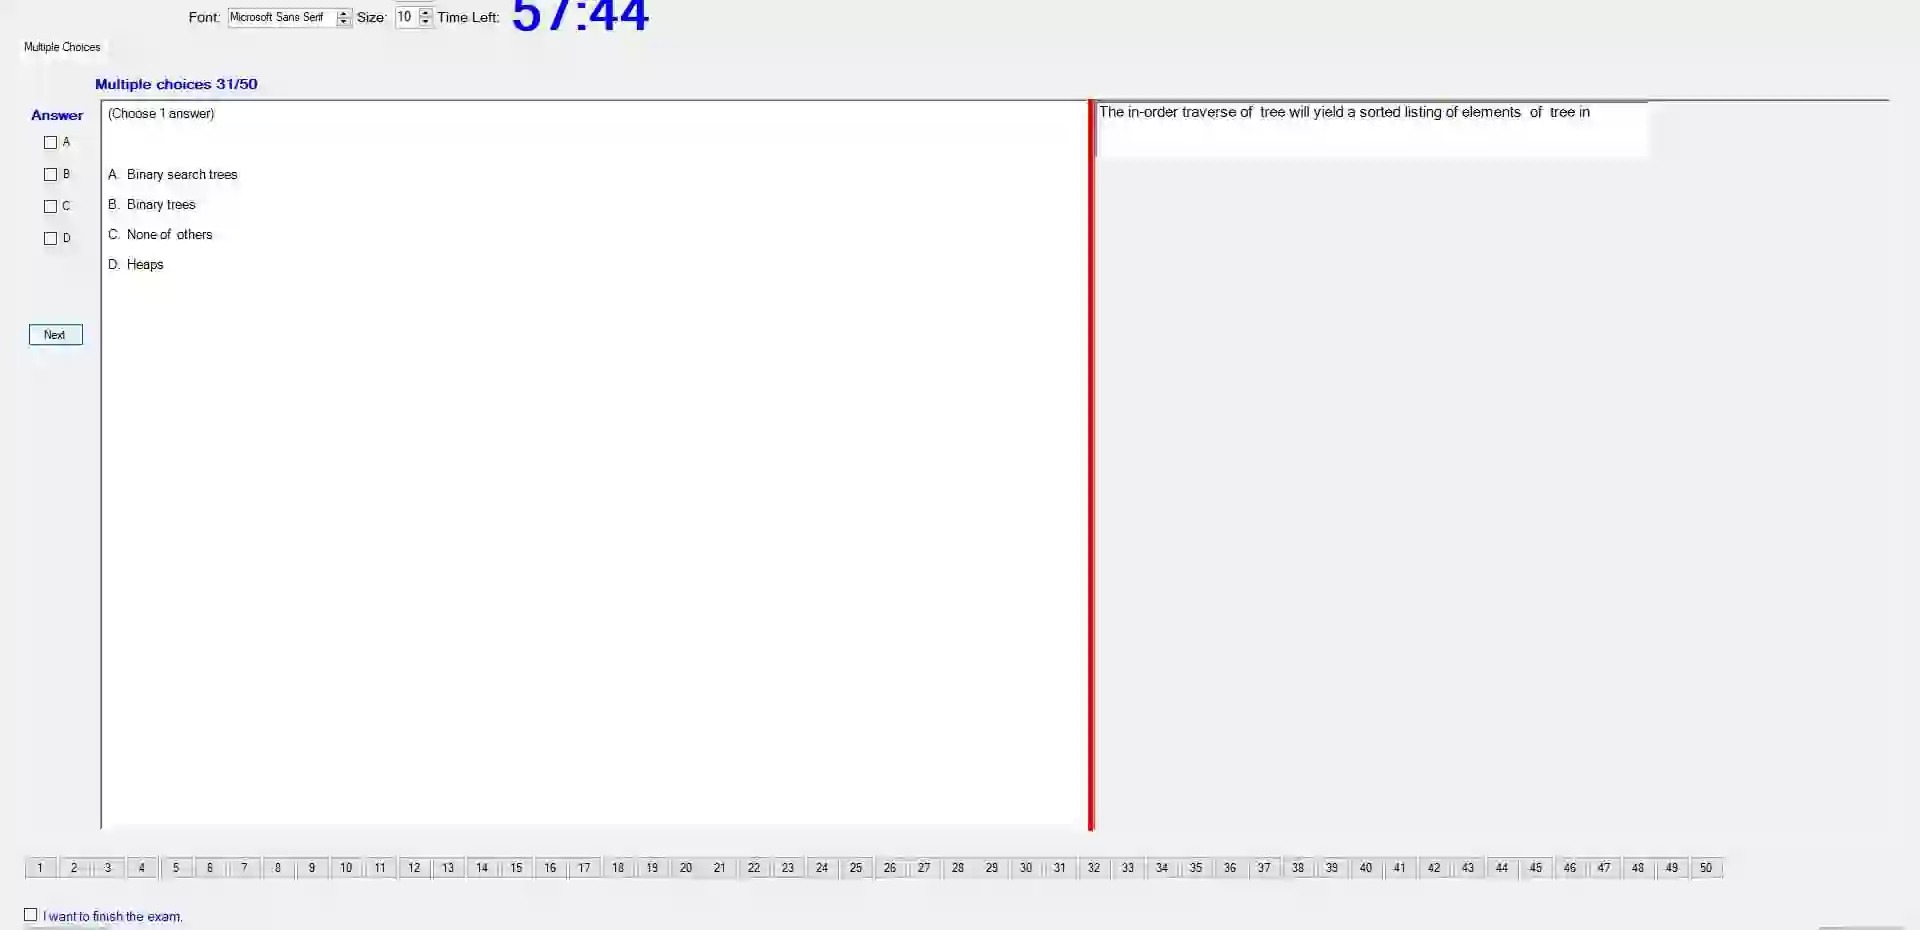 Font: Microsoft Sans Serif Size: 10 Time Left: 57:44
Multiple Choices
Multiple choices 31/50
Answer
A
B
C
D
Next
(Choose 1 answer)
A. Binary search trees
B. Binary trees
C. None of others
D. Heaps
The in-order traverse of tree will yield a sorted listing of elements of tree in
1 2 3 4 5 6 7 8 9 10 11 12 13 14 15 16 17 18 19 20 21 22 23 24 25 26 27 28 29 30 31 32 33 34 35 36 37 38 39 40 41 42 43 44 45 46 47 48 49 50
I want to finish the exam.